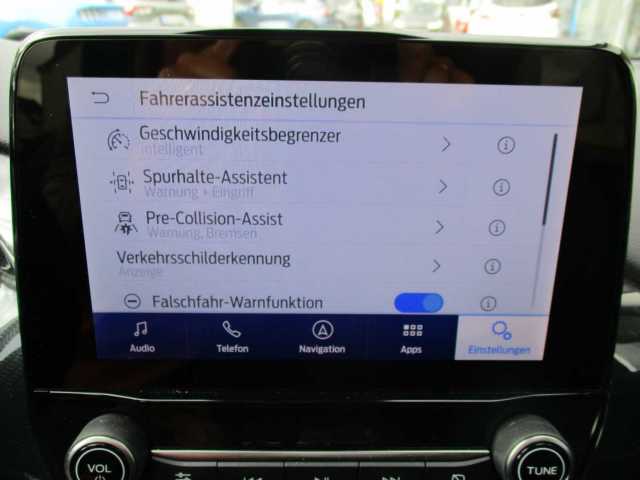 Fahrerassistenzeinstellungen
Geschwindigkeitsbegrenzer
Intelligent
Spurhalte-Assistent
Warnung + Eingriff
Pre-Collision-Assist
Warnung, Bremsen
Verkehrsschilderkennung
Anzeige
Falschfahr-Warnfunktion
Audio
Telefon
Navigation
Apps
Einstellungen
VOL
TUNE